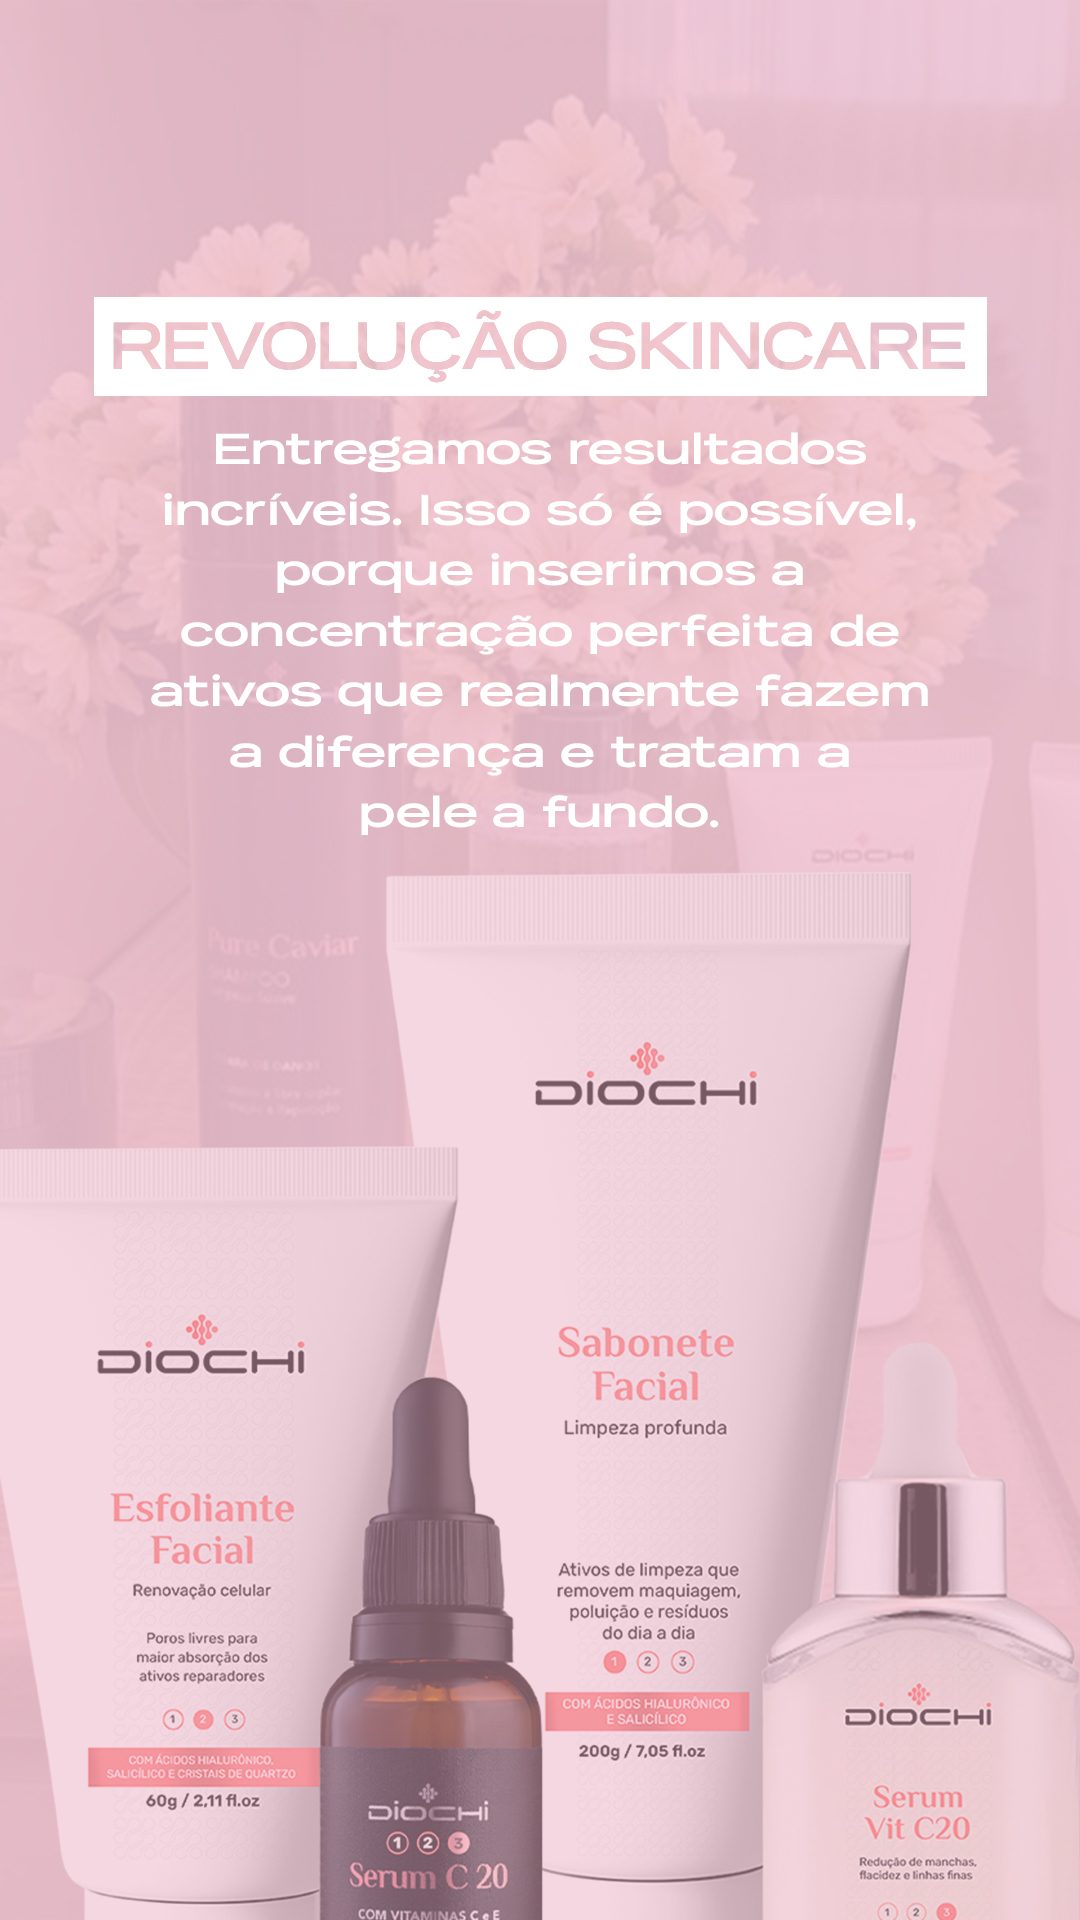 REVOLUÇÃO SKINCARE
Entregamos resultados
incríveis. Isso só é possível,
porque inserimos a
concentração perfeita de
ativos que realmente fazem
a diferença e tratam a
pele a fundo.
DIOCHI
Pure Caviar
DIOCHI
Sabonete
Facial
Limpeza profunda
Ativos de limpeza que
removem maquiagem,
poluição e resíduos
do dia a dia
1 2 3
COM ÁCIDOS HIALURÔNICO
E SALICÍLICO
200g / 7,05 fl.oz
DIOCHI
Esfoliante
Facial
Renovação celular
Poros livres para
maior absorção dos
ativos reparadores
1 2 3
COM ÁCIDOS HIALURÔNICO,
SALICÍLICO E CRISTAIS DE QUARTZO
60g / 2,11 fl.oz
DIOCHI
1 2 3
Serum C 20
COM VITAMINAS C e E
DIOCHI
Serum
Vit C20
Redução de manchas,
flacidez e linhas finas
1 2 3